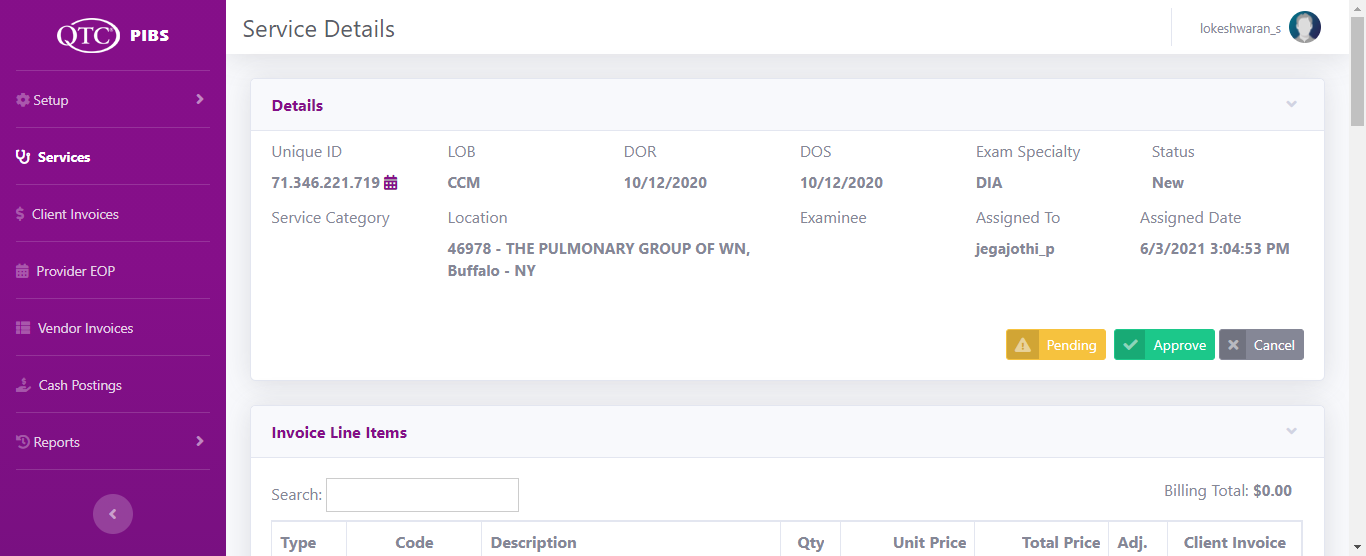 QTC PIBS
Setup
Services
Client Invoices
Provider EOP
Vendor Invoices
Cash Postings
Reports
Service Details
lokeshwaran_s
Details
Unique ID LOB DOR DOS Exam Specialty Status
71.346.221.719 CCM 10/12/2020 10/12/2020 DIA New
Service Category Location Examinee Assigned To Assigned Date
46978 - THE PULMONARY GROUP OF WN, jegajothi_p 6/3/2021 3:04:53 PM
Buffalo - NY
Pending Approve Cancel
Invoice Line Items
Search: Billing Total: $0.00
Type Code Description Qty Unit Price Total Price Adj. Client Invoice